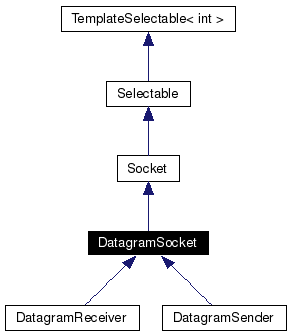 TemplateSelectable< int >
Selectable
Socket
DatagramSocket
DatagramReceiver
DatagramSender